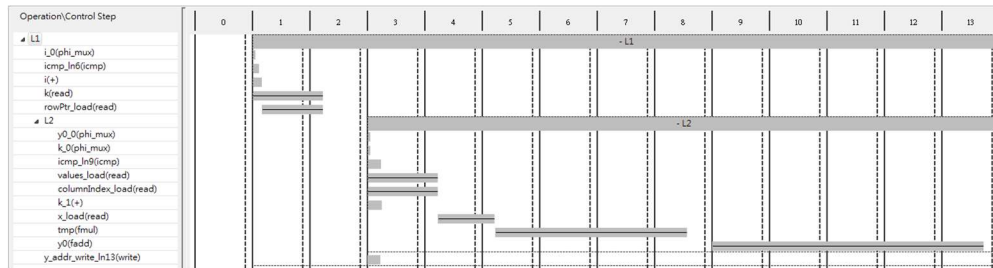 Operation\Control Step 0 1 2 3 4 5 6 7 8 9 10 11 12 13
L1 - L1
i_0(phi_mux)
icmp_ln6(icmp)
i(+)
k(read)
rowPtr_load(read)
L2 - L2
y0_0(phi_mux)
k_0(phi_mux)
icmp_ln9(icmp)
values_load(read)
columnIndex_load(read)
k_1(+)
x_load(read)
tmp(fmul)
y0(fadd)
y_addr_write_ln13(write)